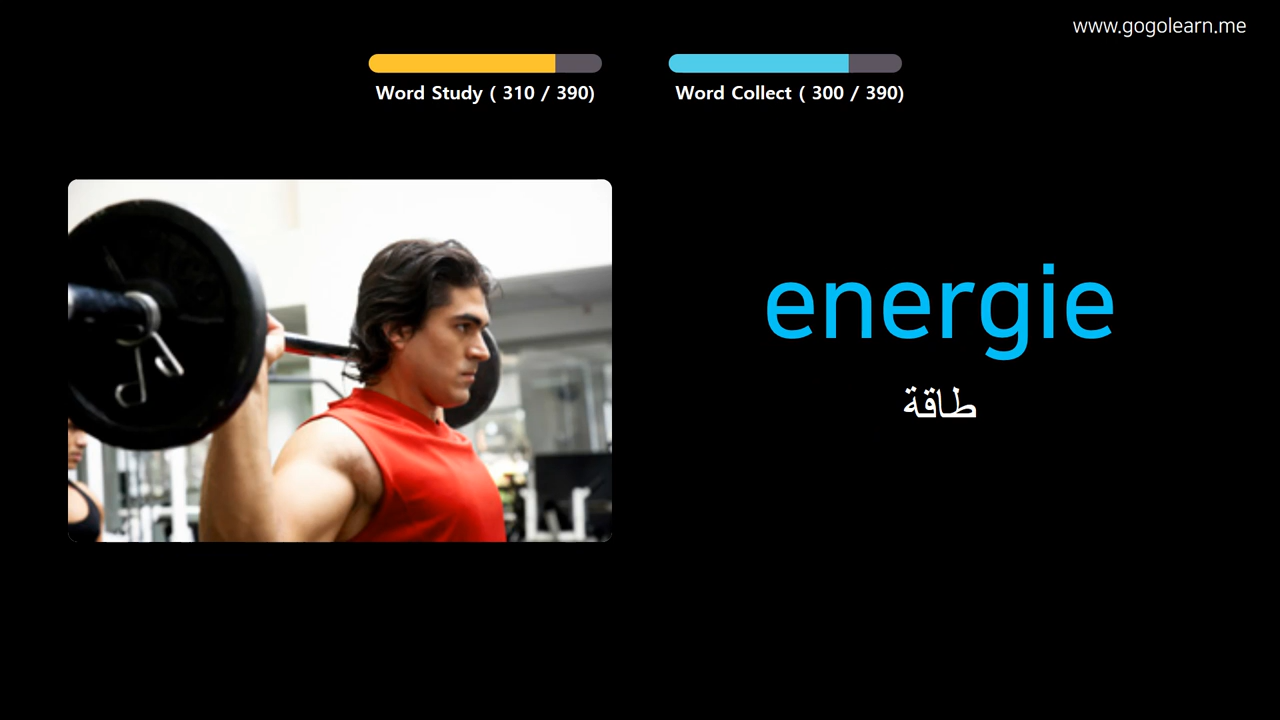 www.gogolearn.me
Word Study ( 310 / 390)
Word Collect ( 300 / 390)
energie
طاقة